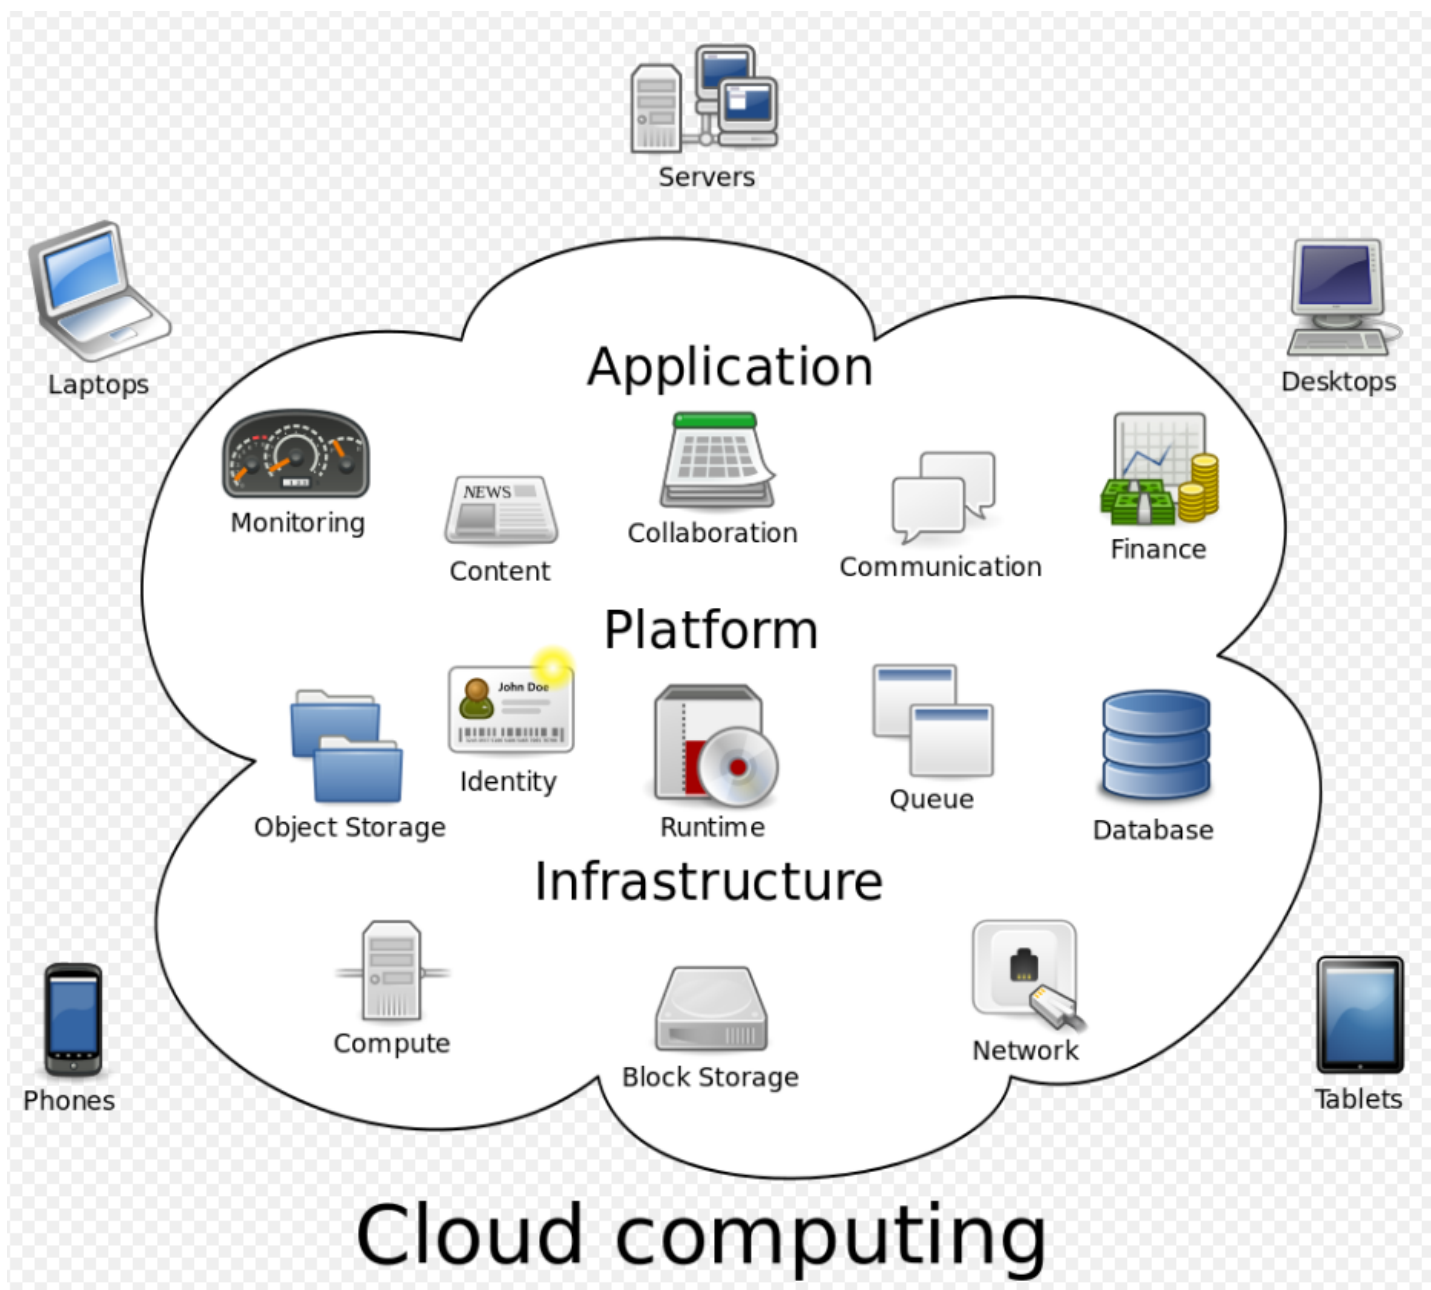 Servers
Laptops
Desktops
Application
Monitoring
NEWS
Content
Collaboration
Communication
Finance
Platform
Object Storage
John Doe
Identity
Runtime
Queue
Database
Infrastructure
Compute
Block Storage
Network
Phones
Tablets
Cloud computing